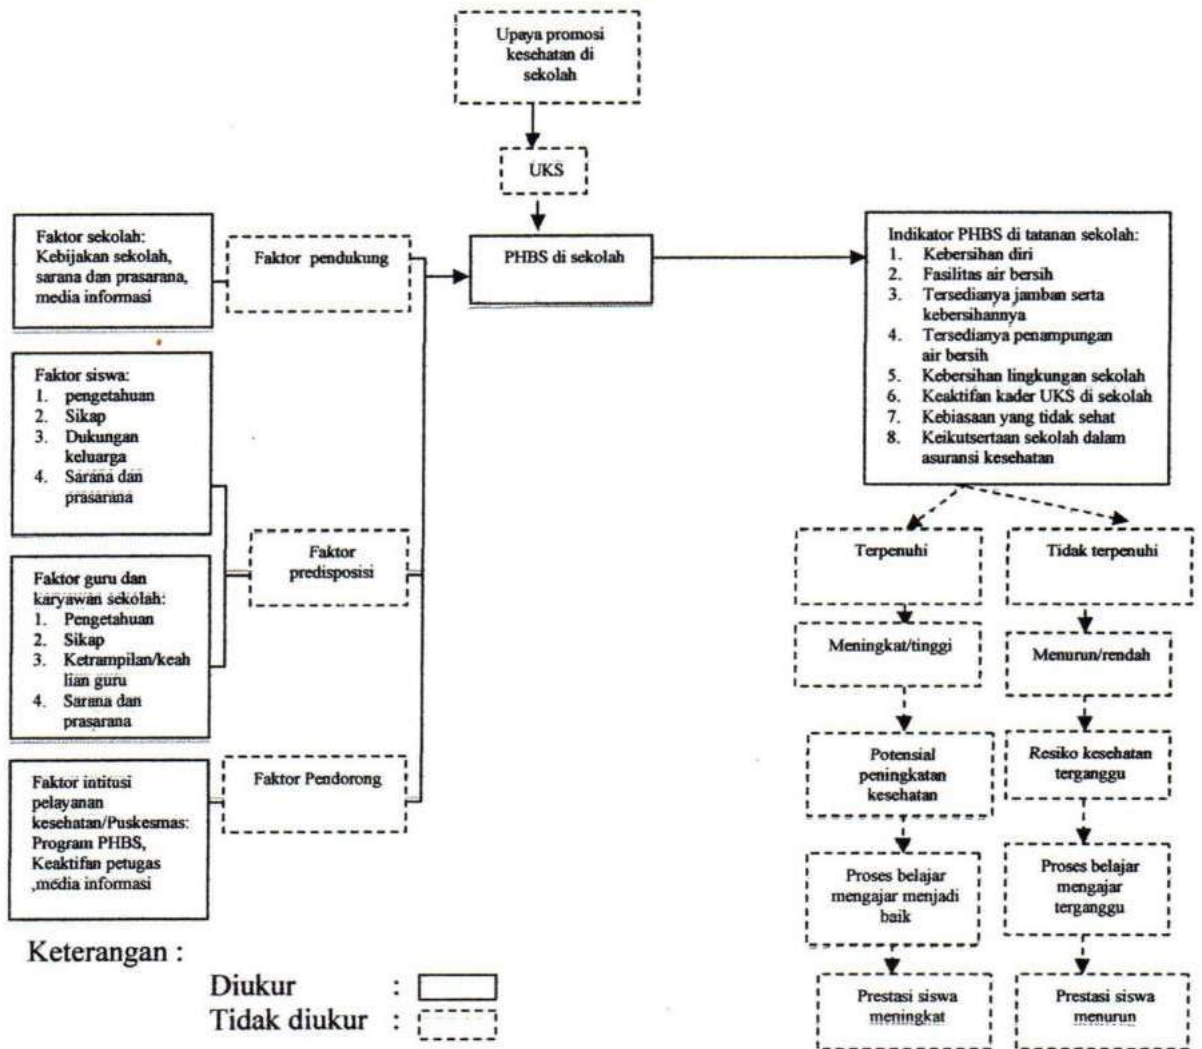 Upaya promosi
kesehatan di
sekolah
UKS
Faktor sekolah:
Kebijakan sekolah,
sarana dan prasarana,
media informasi
Faktor pendukung
PHBS di sekolah
Indikator PHBS di tatanan sekolah:
1. Kebersihan diri
2. Fasilitas air bersih
3. Tersedianya jamban serta
kebersihannya
4. Tersedianya penampungan
air bersih
5. Kebersihan lingkungan sekolah
6. Keaktifan kader UKS di sekolah
7. Kebiasaan yang tidak sehat
8. Keikutsertaan sekolah dalam
asuransi kesehatan
Faktor siswa:
1. pengetahuan
2. Sikap
3. Dukungan
keluarga
4. Sarana dan
prasarana
Faktor
predisposisi
Faktor guru dan
karyawan sekolah:
1. Pengetahuan
2. Sikap
3. Ketrampilan/keah
lian guru
4. Sarana dan
prasarana
Faktor Pendorong
Faktor intitusi
pelayanan
kesehatan/Puskesmas:
Program PHBS,
Keaktifan petugas
,media informasi
Terpenuhi
Tidak terpenuhi
Meningkat/tinggi
Menurun/rendah
Potensial
peningkatan
kesehatan
Resiko kesehatan
terganggu
Proses belajar
mengajar menjadi
baik
Proses belajar
mengajar
terganggu
Prestasi siswa
meningkat
Prestasi siswa
menurun
Keterangan :
Diukur :
Tidak diukur :